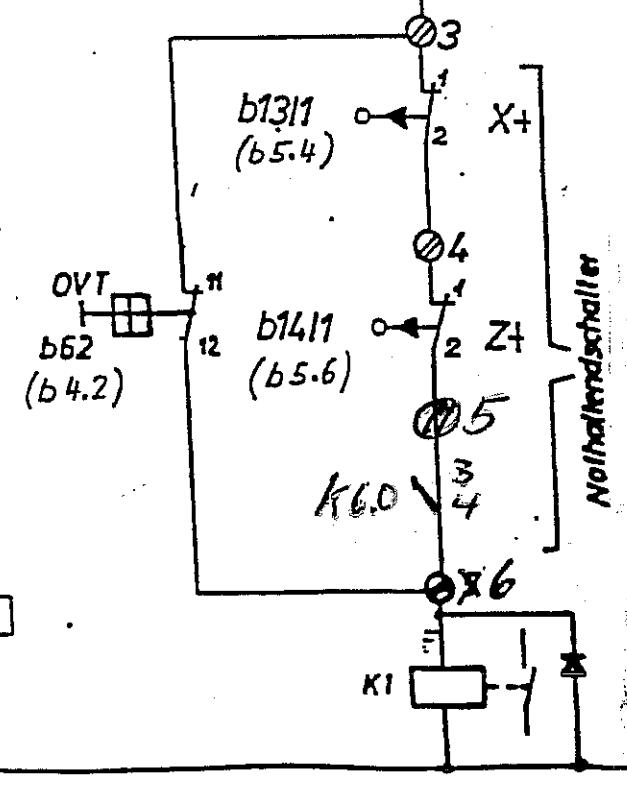 3
1
b13/1
(b5.4)
2
X+
4
OVT
11
12
b62
(b4.2)
1
b14/1
(b5.6)
2
Z+
Nothaltendschalter
5
K6.0
3
4
6
K1